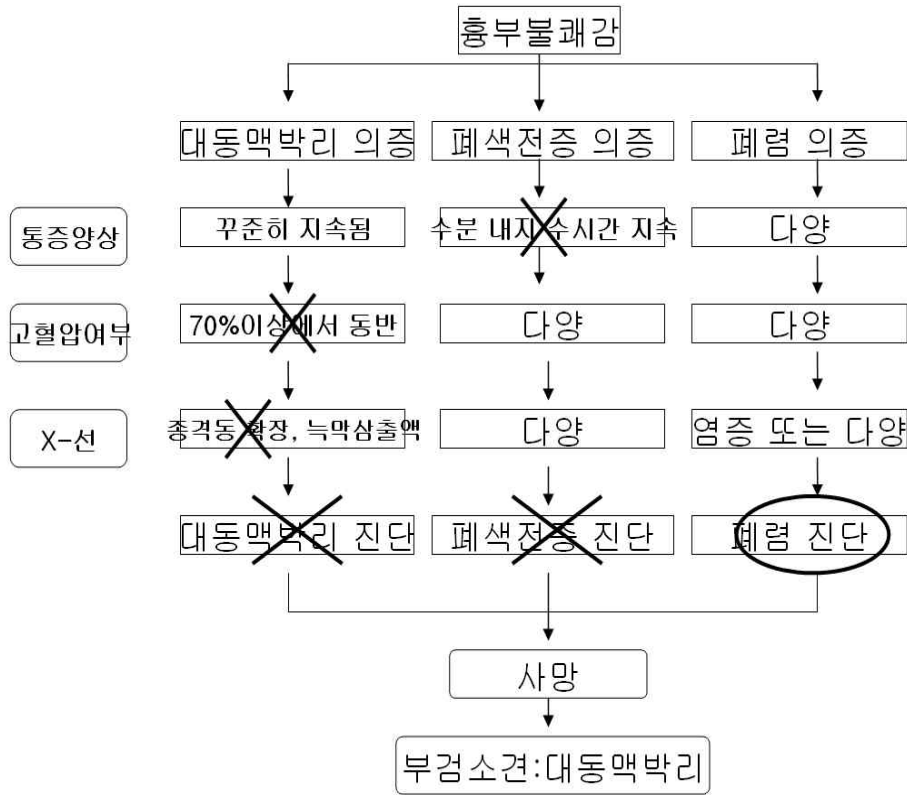 흉부불쾌감
대동맥박리 의증 폐색전증 의증 폐렴 의증
통증양상 꾸준히 지속됨 수분 내지 수시간 지속 다양
고혈압여부 70%이상에서 동반 다양 다양
X-선 종격동 확장, 늑막삼출액 다양 염증 또는 다양
대동맥박리 진단 폐색전증 진단 폐렴 진단
사망
부검소견:대동맥박리